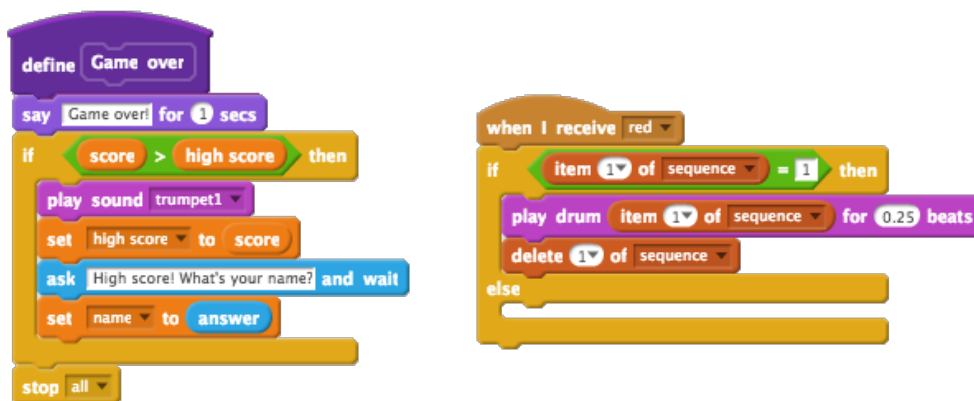 define Game over
say Game over! for 1 secs
if score > high score then
play sound trumpet1
set high score to score
ask High score! What's your name? and wait
set name to answer
stop all
when I receive red
if item 1 of sequence = 1 then
play drum item 1 of sequence for 0.25 beats
delete 1 of sequence
else